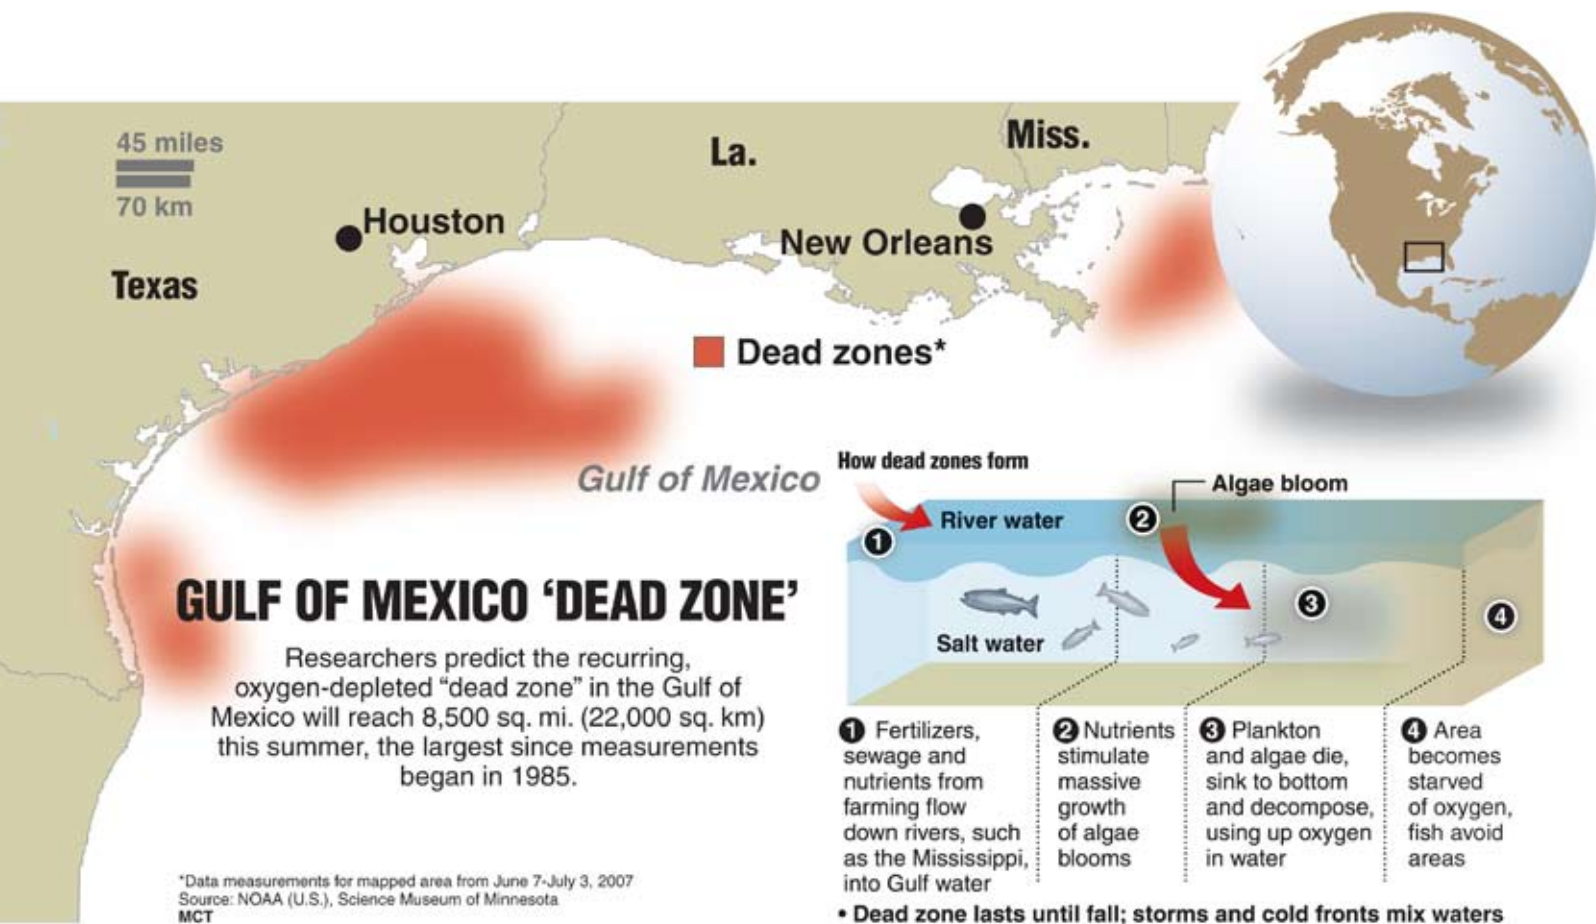 45 miles
70 km
Texas
Houston
La.
Miss.
New Orleans
Dead zones*
Gulf of Mexico
GULF OF MEXICO ‘DEAD ZONE’
Researchers predict the recurring,
oxygen-depleted “dead zone” in the Gulf of
Mexico will reach 8,500 sq. mi. (22,000 sq. km)
this summer, the largest since measurements
began in 1985.
*Data measurements for mapped area from June 7-July 3, 2007
Source: NOAA (U.S.), Science Museum of Minnesota
MCT
How dead zones form
Algae bloom
River water
1
2
3
4
Salt water
1 Fertilizers,
sewage and
nutrients from
farming flow
down rivers, such
as the Mississippi,
into Gulf water
2 Nutrients
stimulate
massive
growth
of algae
blooms
3 Plankton
and algae die,
sink to bottom
and decompose,
using up oxygen
in water
4 Area
becomes
starved
of oxygen,
fish avoid
areas
• Dead zone lasts until fall; storms and cold fronts mix waters